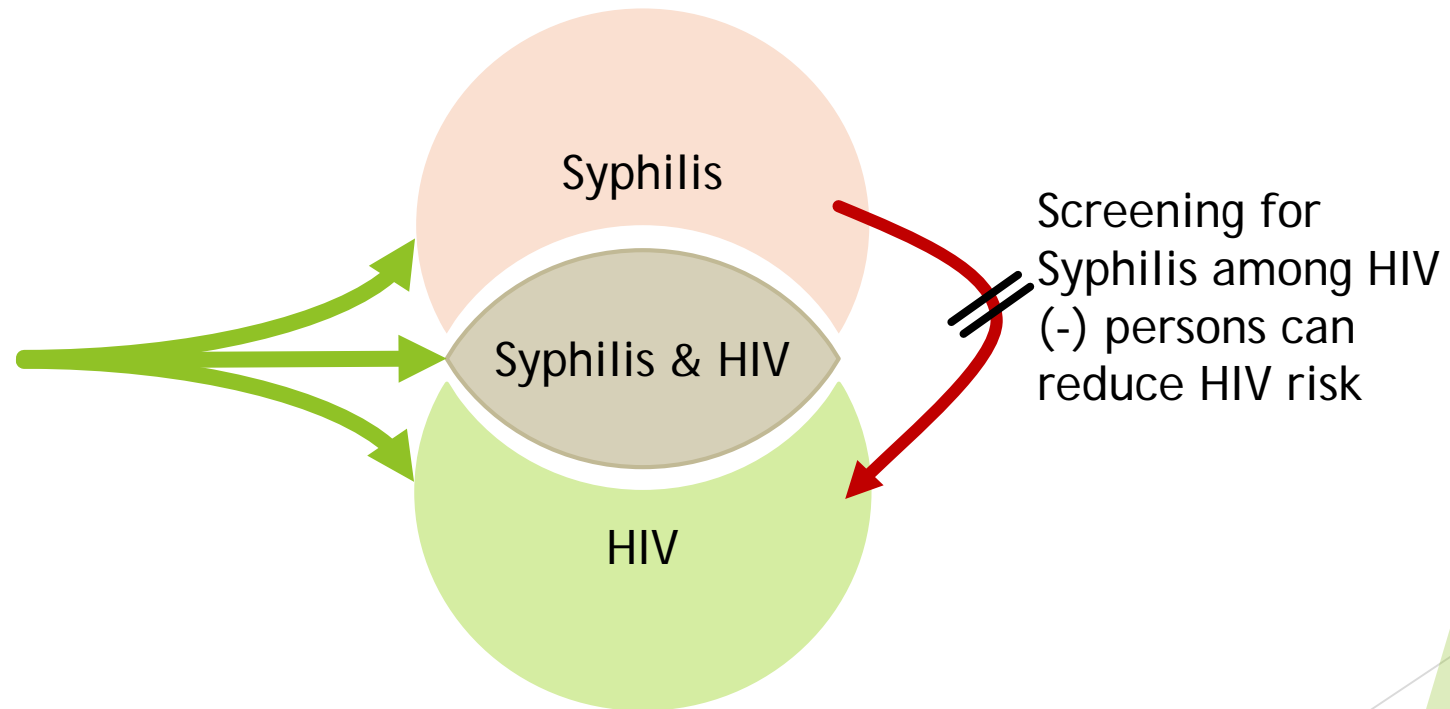 Syphilis
Screening for
Syphilis among HIV
(-) persons can
reduce HIV risk
Syphilis & HIV
HIV